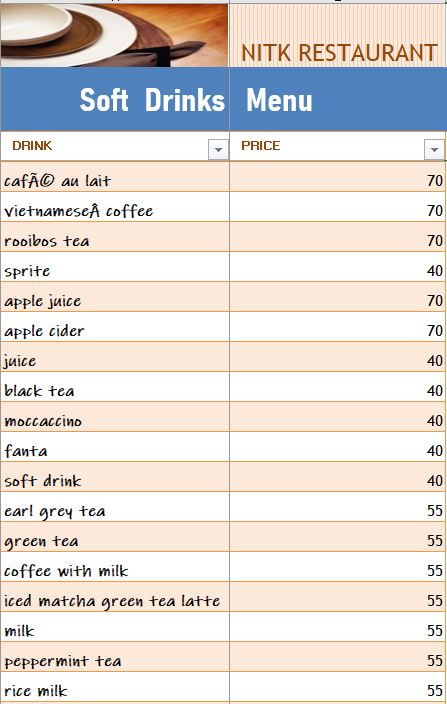 NITK RESTAURANT
Soft Drinks Menu
DRINK PRICE
cafÃ© au lait 70
vietnameseÂ coffee 70
rooibos tea 70
sprite 40
apple juice 70
apple cider 70
juice 40
black tea 40
moccaccino 40
fanta 40
soft drink 40
earl grey tea 55
green tea 55
coffee with milk 55
iced matcha green tea latte 55
milk 55
peppermint tea 55
rice milk 55